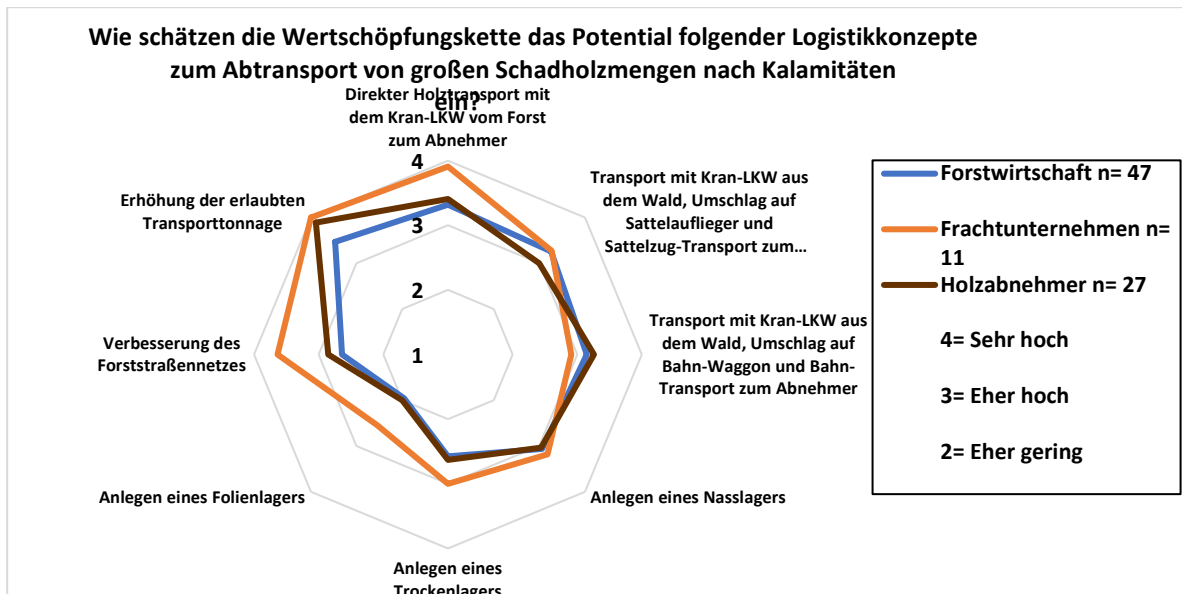 Wie schätzen die Wertschöpfungskette das Potential folgender Logistikkonzepte
zum Abtransport von großen Schadholzmengen nach Kalamitäten
ein?
Direkter Holztransport mit
dem Kran-LKW vom Forst
zum Abnehmer
Transport mit Kran-LKW aus
dem Wald, Umschlag auf
Sattelauflieger und
Sattelzug-Transport zum…
Transport mit Kran-LKW aus
dem Wald, Umschlag auf
Bahn-Waggon und Bahn-
Transport zum Abnehmer
Anlegen eines Nasslagers
Anlegen eines
Trockenlagers
Anlegen eines Folienlagers
Verbesserung des
Forststraßennetzes
Erhöhung der erlaubten
Transporttonnage
4
3
2
1
Forstwirtschaft n= 47
Frachtunternehmen n=
11
Holzabnehmer n= 27
4= Sehr hoch
3= Eher hoch
2= Eher gering